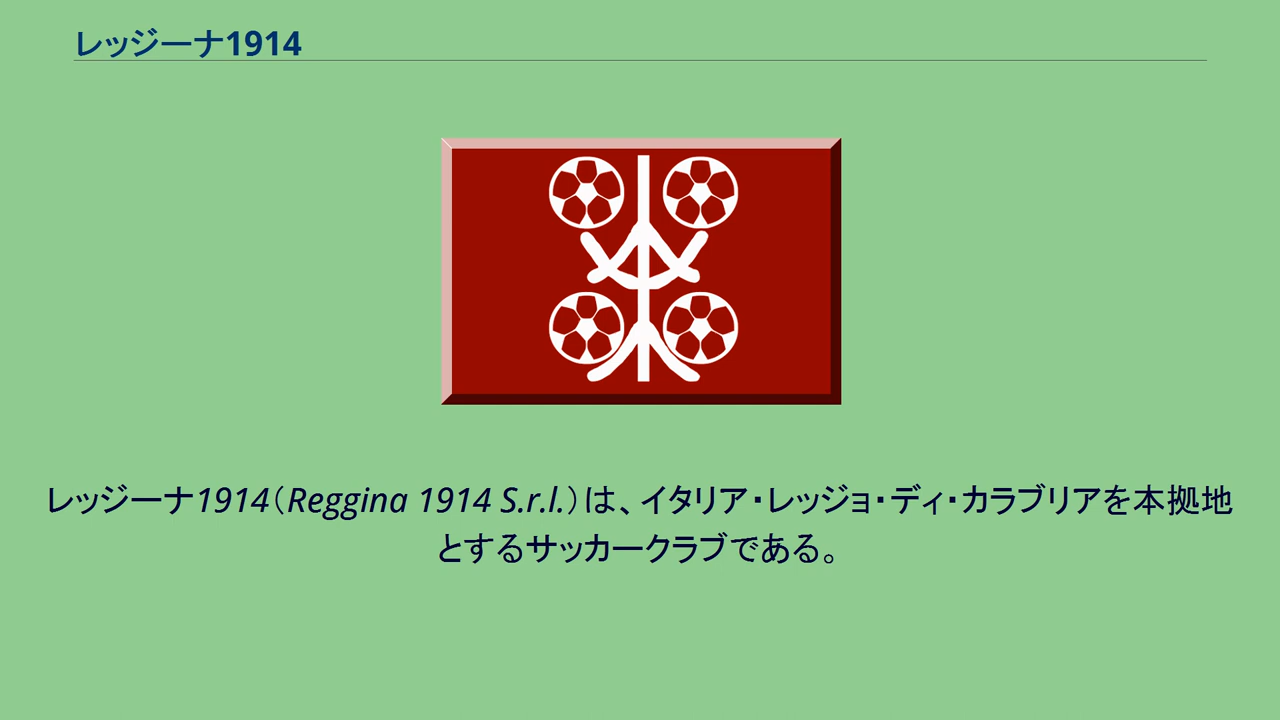 レッジーナ1914
レッジーナ1914（Reggina 1914 S.r.l.）は、イタリア・レッジョ・ディ・カラブリアを本拠地
とするサッカークラブである。